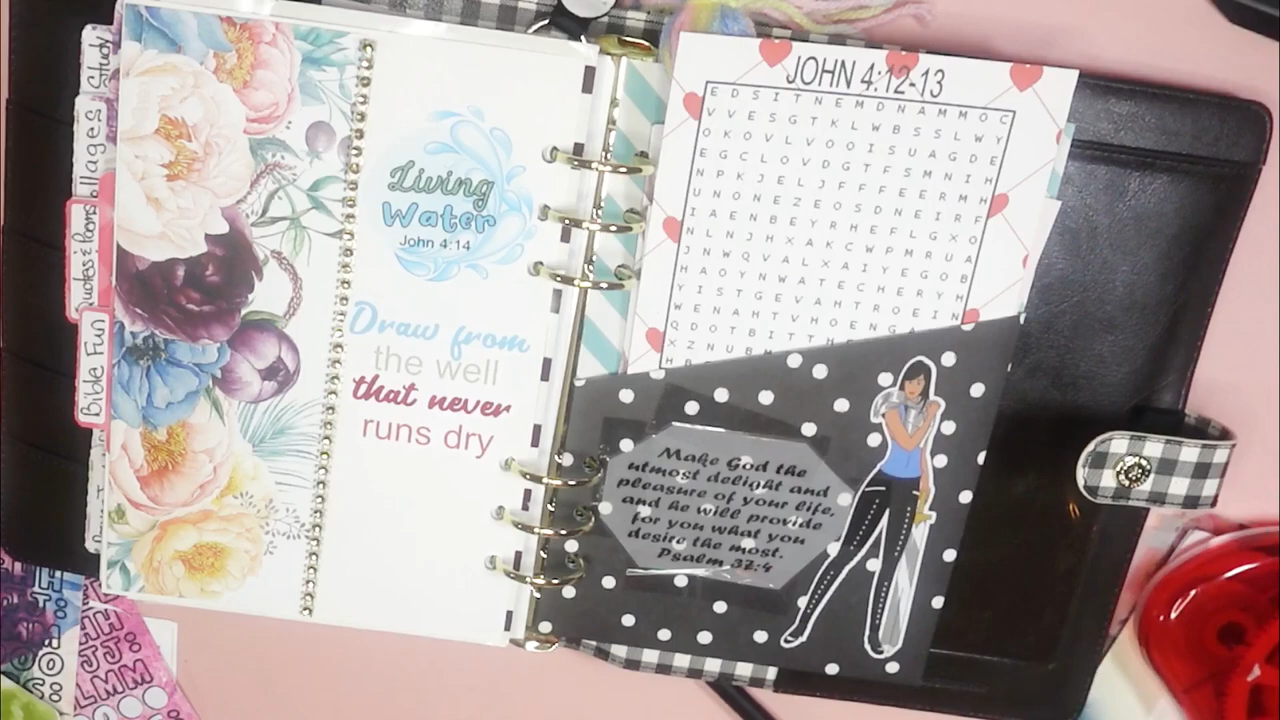 Study
Quotes & Poems
Bible Fun
Living
Water
John 4:14
Draw from
the well
that never
runs dry
JOHN 4:12-13
E D S I T N E M D N A M M O C
V V E S G T K L W B S S L W Y
O K O V L V O O I S U A G D E
E G C L O V D G T F S M N I H
N P K J E L J F F F E E R M H
U N O N E Z E O S D N E I R F
I A E N B E Y R H E F L G X O
N L N J H X A K C W P M R U A
J N W Q V A L X A I Y E G O B
H A O Y N W A T E C H E R Y H
Y I S T G E V A H T R O E I N
W E N A H T V H O E N G
Q D O T B I T T H
X Z N U B
Make God the
utmost delight and
pleasure of your life,
and he will provide
for you what you
desire the most.
Psalm 37:4